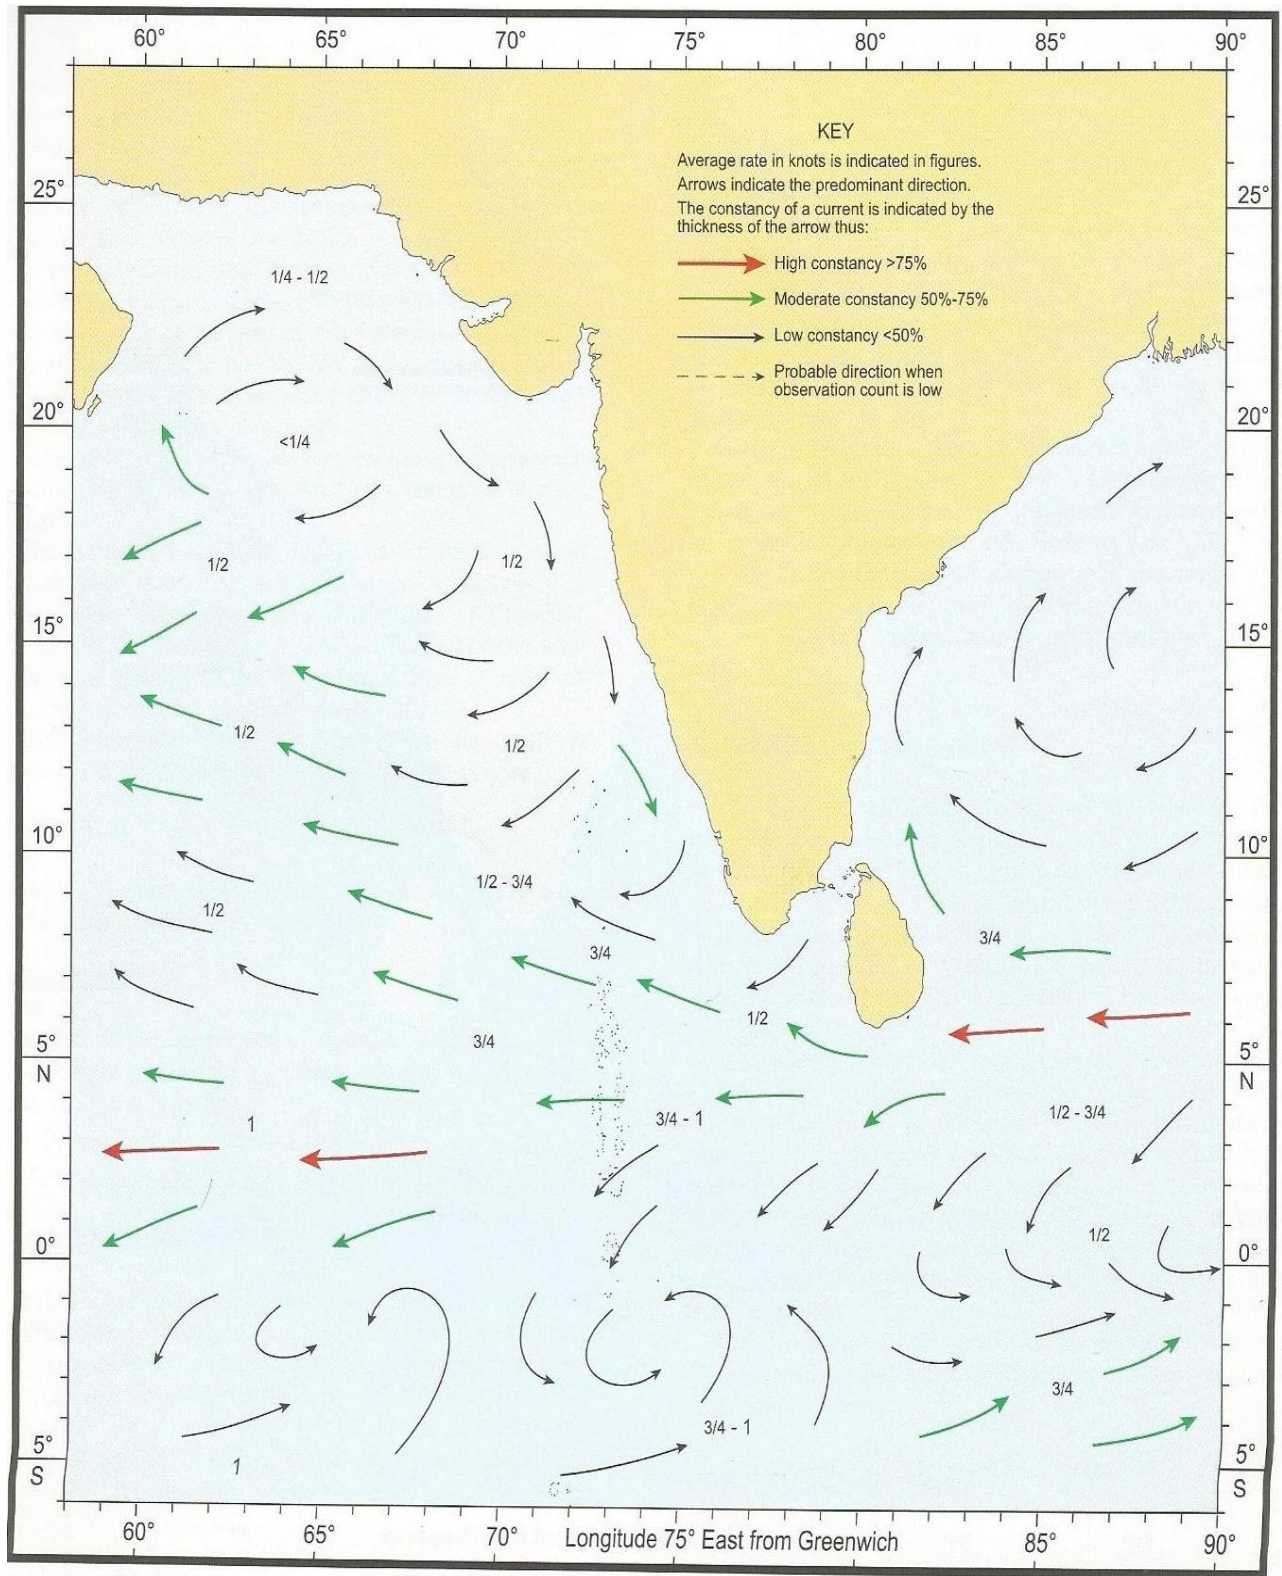 60° 65° 70° 75° 80° 85° 90°
KEY
Average rate in knots is indicated in figures.
Arrows indicate the predominant direction.
The constancy of a current is indicated by the
thickness of the arrow thus:
High constancy >75%
Moderate constancy 50%-75%
Low constancy <50%
Probable direction when
observation count is low
25° 25°
1/4 - 1/2
20° 20°
<1/4
1/2 1/2
15° 15°
1/2
1/2
10° 10°
1/2 - 3/4
1/2
3/4
3/4
1/2
3/4
5° 5°
N N
1
3/4 - 1
1/2 - 3/4
1/2
0° 0°
3/4
3/4 - 1
5° 5°
1
S S
60° 65° 70° Longitude 75° East from Greenwich 85° 90°